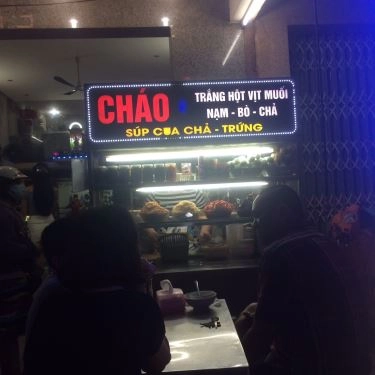 CHÁO TRẮNG HỘT VỊT MUỐI
NẠM - BÒ - CHẢ
SÚP CUA CHẢ - TRỨNG